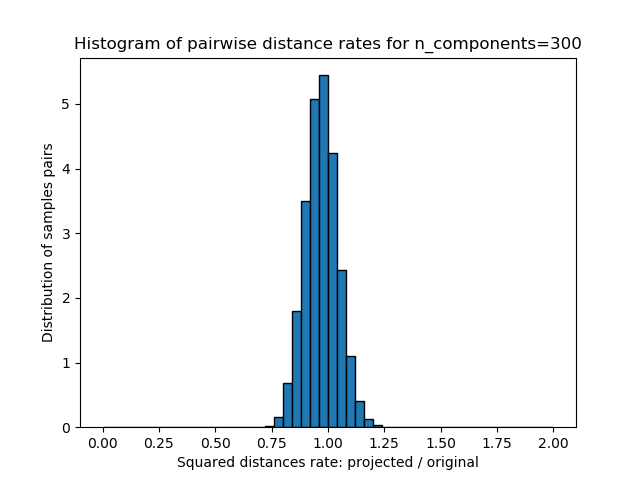 Histogram of pairwise distance rates for n_components=300
Distribution of samples pairs
5
4
3
2
1
0
0.00 0.25 0.50 0.75 1.00 1.25 1.50 1.75 2.00
Squared distances rate: projected / original